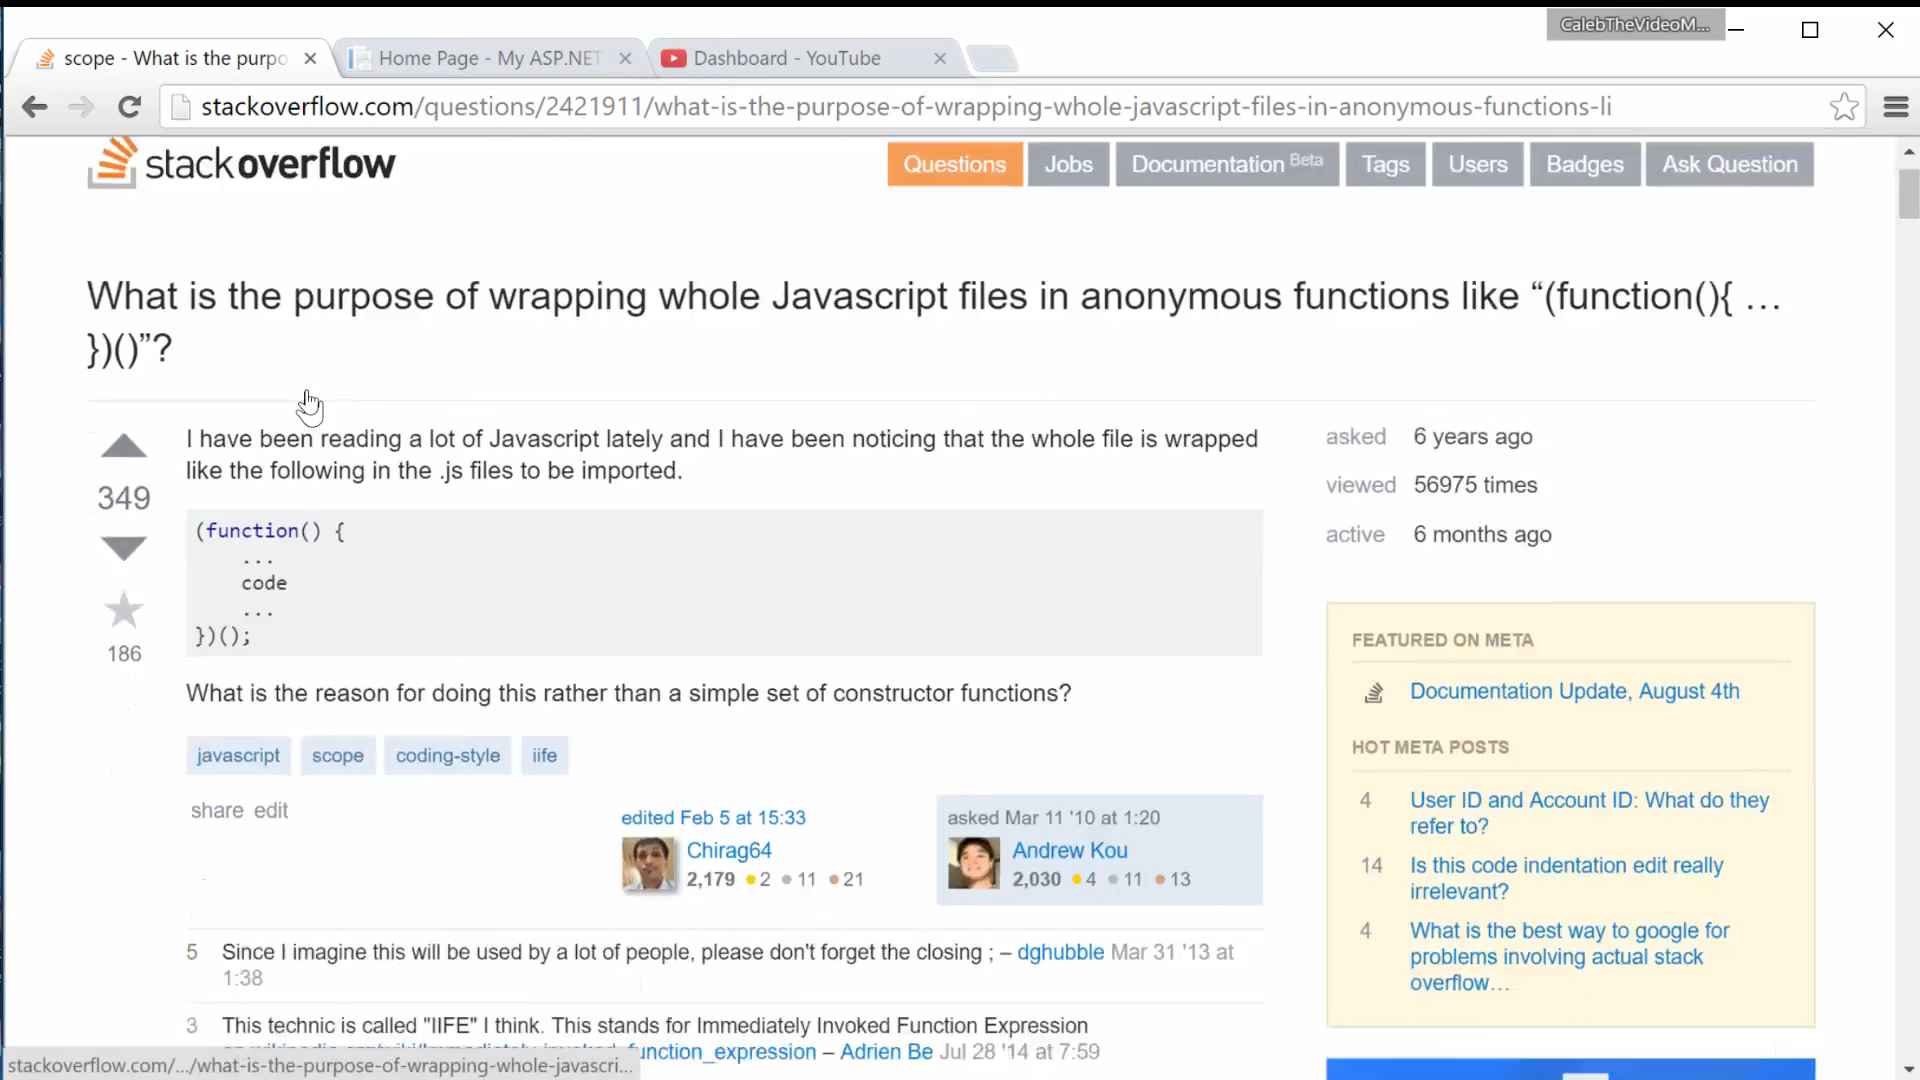 CalebTheVideoM...
scope - What is the purpo
Home Page - My ASP.NET
Dashboard - YouTube
stackoverflow.com/questions/2421911/what-is-the-purpose-of-wrapping-whole-javascript-files-in-anonymous-functions-li
stackoverflow
Questions
Jobs
Documentation Beta
Tags
Users
Badges
Ask Question
What is the purpose of wrapping whole Javascript files in anonymous functions like “(function(){ …
})()”?
I have been reading a lot of Javascript lately and I have been noticing that the whole file is wrapped
like the following in the .js files to be imported.
349
186
(function() {
...
code
...
})();
What is the reason for doing this rather than a simple set of constructor functions?
javascript
scope
coding-style
iife
share edit
edited Feb 5 at 15:33
Chirag64
2,179 2 11 21
asked Mar 11 '10 at 1:20
Andrew Kou
2,030 4 11 13
5 Since I imagine this will be used by a lot of people, please don't forget the closing ; – dghubble Mar 31 '13 at
1:38
3 This technic is called "IIFE" I think. This stands for Immediately Invoked Function Expression
function_expression – Adrien Be Jul 28 '14 at 7:59
asked 6 years ago
viewed 56975 times
active 6 months ago
FEATURED ON META
Documentation Update, August 4th
HOT META POSTS
4 User ID and Account ID: What do they
refer to?
14 Is this code indentation edit really
irrelevant?
4 What is the best way to google for
problems involving actual stack
overflow…
stackoverflow.com/.../what-is-the-purpose-of-wrapping-whole-javascri...